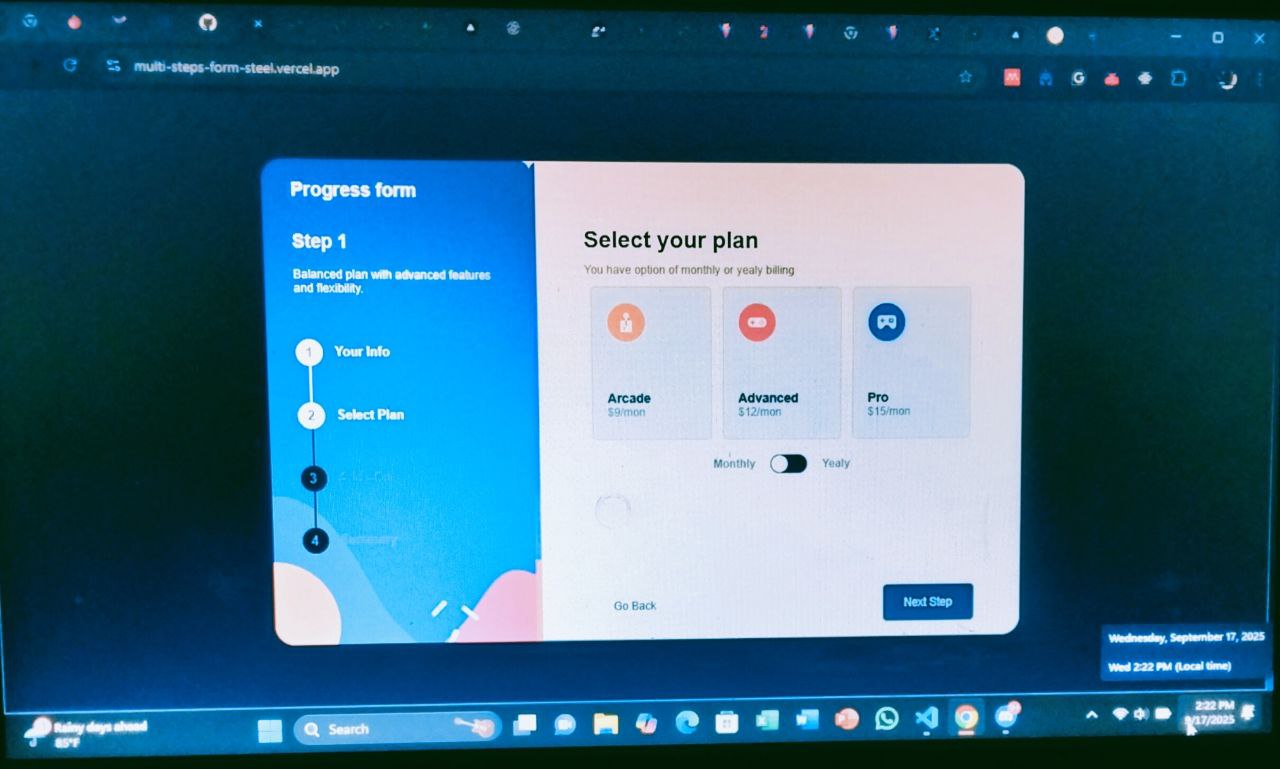 multi-steps-form-steel.vercel.app
Progress form
Step 1
Balanced plan with advanced features
and flexibility.
1 Your Info
2 Select Plan
3
4 Summary
Select your plan
You have option of monthly or yealy billing
Arcade
$9/mon
Advanced
$12/mon
Pro
$15/mon
Monthly
Yealy
Go Back
Next Step
Wednesday, September 17, 2025
Wed 2:22 PM (Local time)
Rainy days ahead
85°F
Search
2:22 PM
9/17/2025